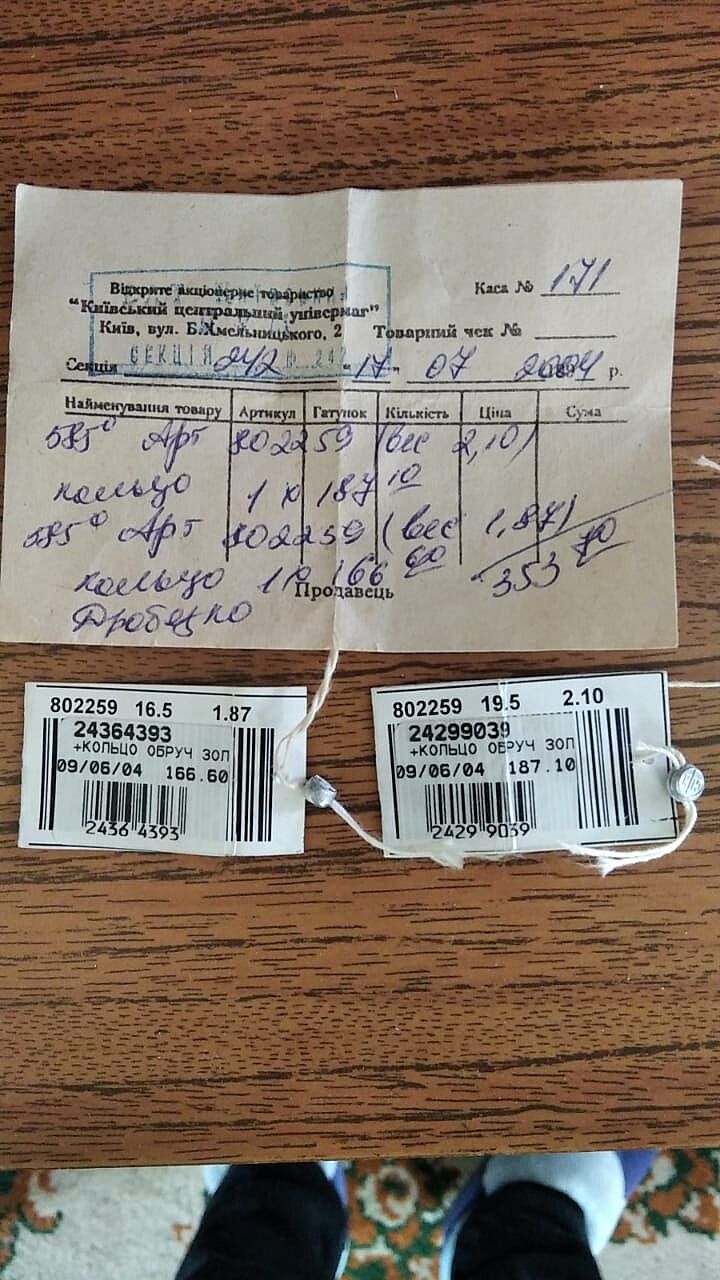 Відкрите акціонерне товариство
"Київський центральний універмаг"
Київ, вул. Б.Хмельницького, 2
Каса № 171
Товарний чек №
СЕКЦІЯ 242
Секція 242 "17" 07 2004 р.
Найменування товару Артикул Гатунок Кількість Ціна Сума
585° Арт 802259 (вес 2,10)
кольцо 1 х 187 10
585° Арт 802259 (вес 1,87)
кольцо 1 х 166 60 353 70
Продавець
802259 16.5 1.87
24364393
+КОЛЬЦО ОБРУЧ ЗОЛ
09/06/04 166.60
2436 4393
802259 19.5 2.10
24299039
+КОЛЬЦО ОБРУЧ ЗОЛ
09/06/04 187.10
2429 9039